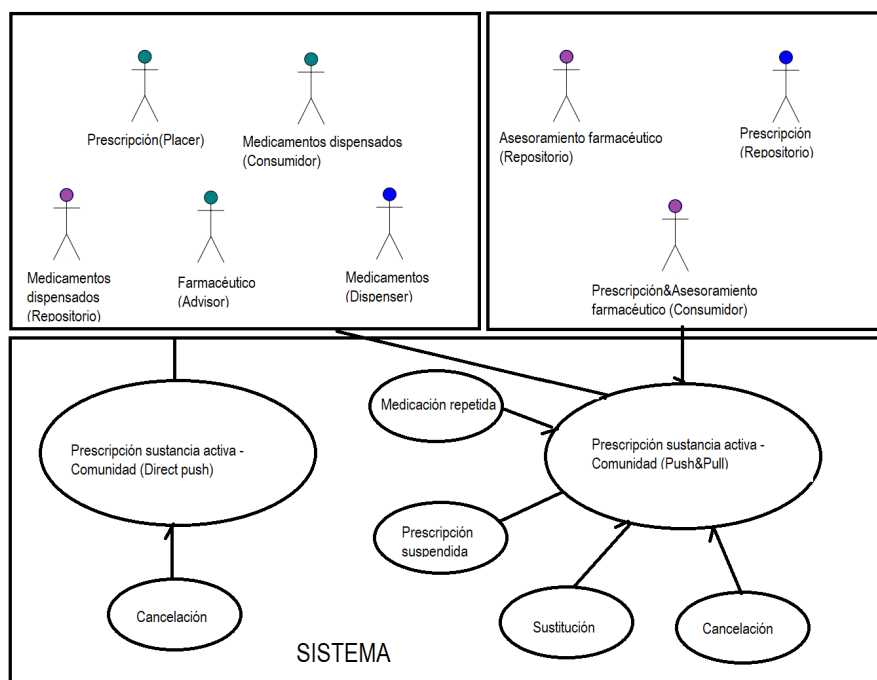 Prescripción(Placer)
Medicamentos dispensados
(Consumidor)
Medicamentos
dispensados
(Repositorio)
Farmacéutico
(Advisor)
Medicamentos
(Dispenser)
Asesoramiento farmacéutico
(Repositorio)
Prescripción
(Repositorio)
Prescripción&Asesoramiento
farmacéutico (Consumidor)
Prescripción sustancia activa -
Comunidad (Direct push)
Cancelación
Medicación repetida
Prescripción sustancia activa -
Comunidad (Push&Pull)
Prescripción
suspendida
Sustitución
Cancelación
SISTEMA